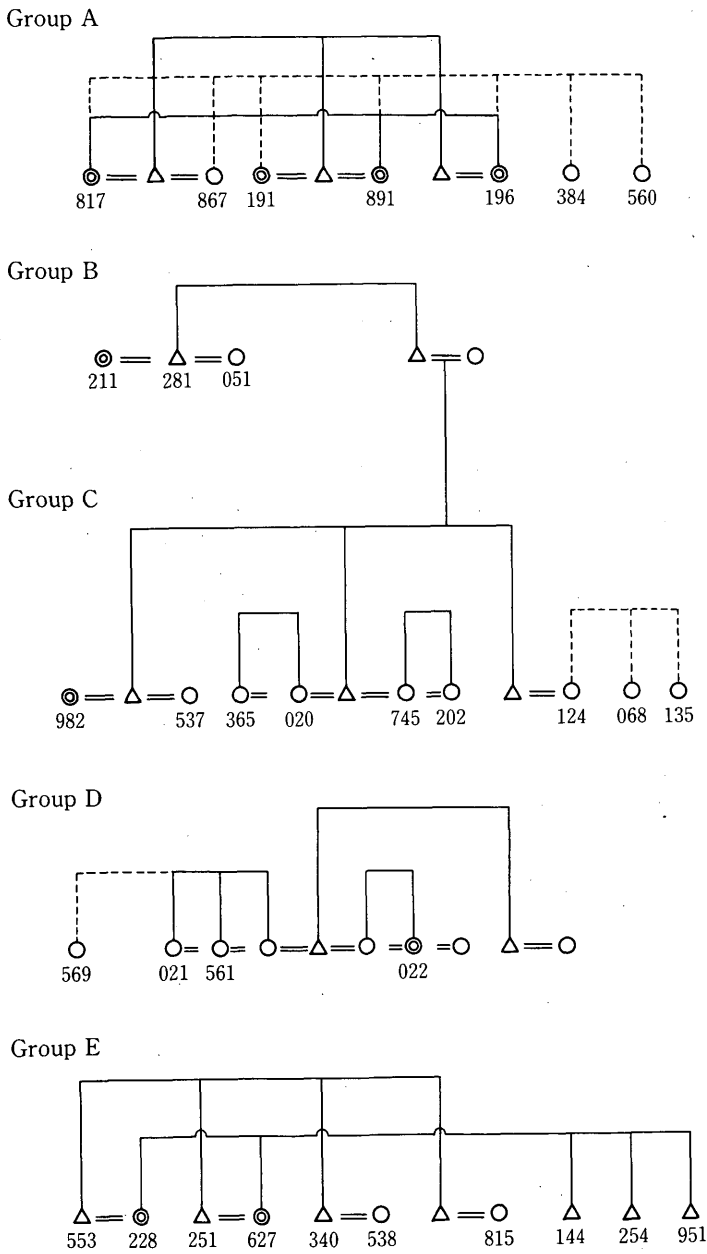 Group A
817 867 191 891 196 384 560
Group B
211 281 051
Group C
982 537 365 020 745 202 124 068 135
Group D
569 021 561 022
Group E
553 228 251 627 340 538 815 144 254 951